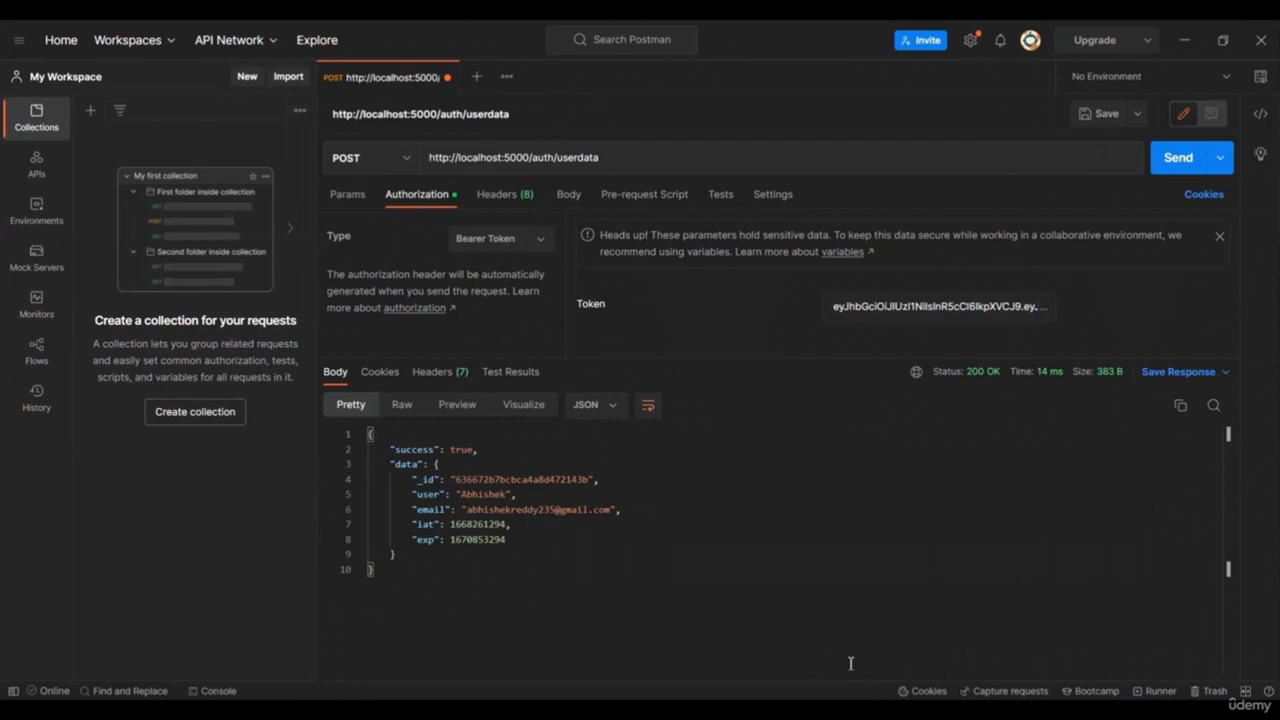 Home Workspaces API Network Explore Search Postman Invite Upgrade
My Workspace New Import POST http://localhost:5000/ No Environment
http://localhost:5000/auth/userdata Save
POST http://localhost:5000/auth/userdata Send
Params Authorization Headers (8) Body Pre-request Script Tests Settings Cookies
Collections
APIs
Environments
Mock Servers
Monitors
Flows
History
My first collection
First folder inside collection
GET
POST
GET
Second folder inside collection
GET
GET
Create a collection for your requests
A collection lets you group related requests
and easily set common authorization, tests,
scripts, and variables for all requests in it.
Create collection
Type Bearer Token
The authorization header will be automatically
generated when you send the request. Learn
more about authorization ↗
Heads up! These parameters hold sensitive data. To keep this data secure while working in a collaborative environment, we
recommend using variables. Learn more about variables ↗
Token
Body Cookies Headers (7) Test Results Status: 200 OK Time: 14 ms Size: 383 B Save Response
Pretty Raw Preview Visualize JSON
1 {
2 "success": true,
3 "data": {
4 "_id": "636672b7bcbca4a8d472143b",
5 "user": "Abhishek",
6 "email": "abhishekreddy235@gmail.com",
7 "iat": 1668261294,
8 "exp": 1670853294
9 }
10 }
Online Find and Replace Console Cookies Capture requests Bootcamp Runner Trash
udemy